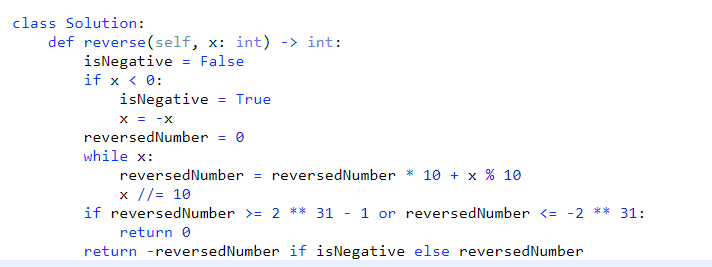 class Solution:
    def reverse(self, x: int) -> int:
        isNegative = False
        if x < 0:
            isNegative = True
            x = -x
        reversedNumber = 0
        while x:
            reversedNumber = reversedNumber * 10 + x % 10
            x //= 10
        if reversedNumber >= 2 ** 31 - 1 or reversedNumber <= -2 ** 31:
            return 0
        return -reversedNumber if isNegative else reversedNumber